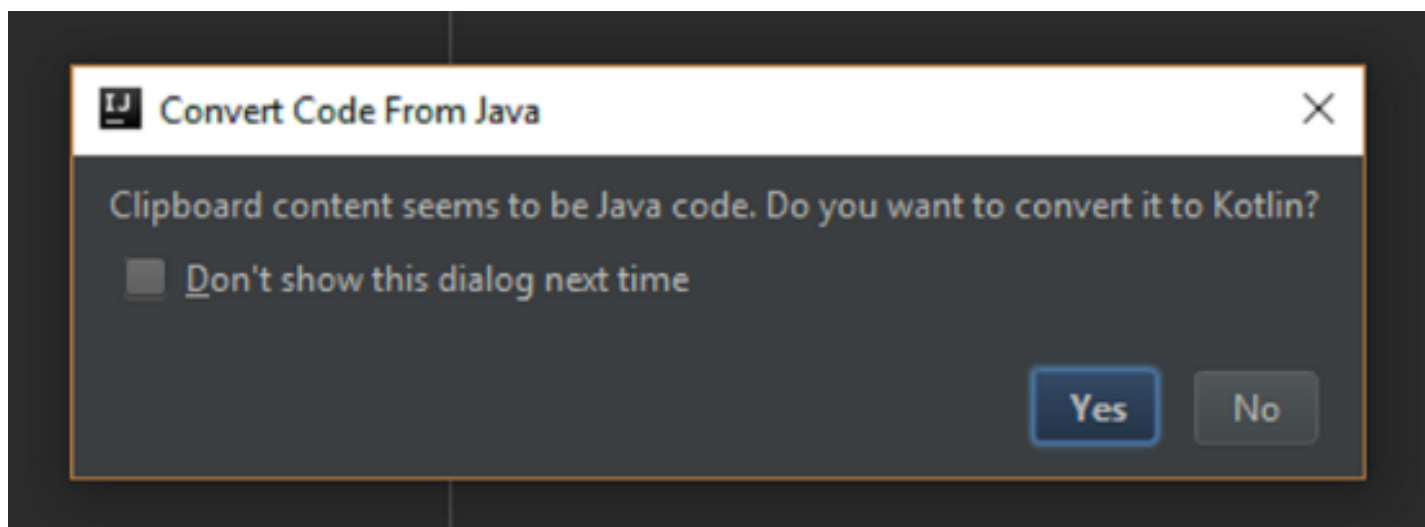 IJ
Convert Code From Java
Clipboard content seems to be Java code. Do you want to convert it to Kotlin?
Don't show this dialog next time
Yes No